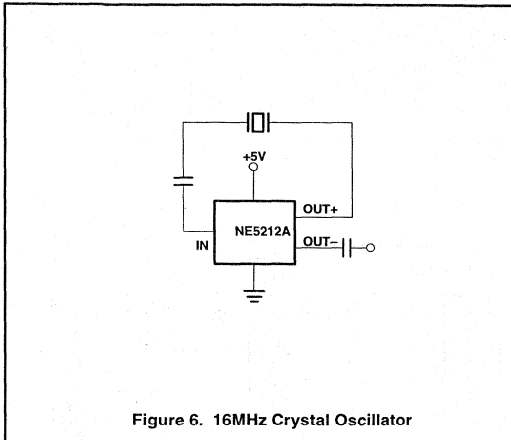 +5V
OUT+
NE5212A
IN
OUT–
Figure 6. 16MHz Crystal Oscillator